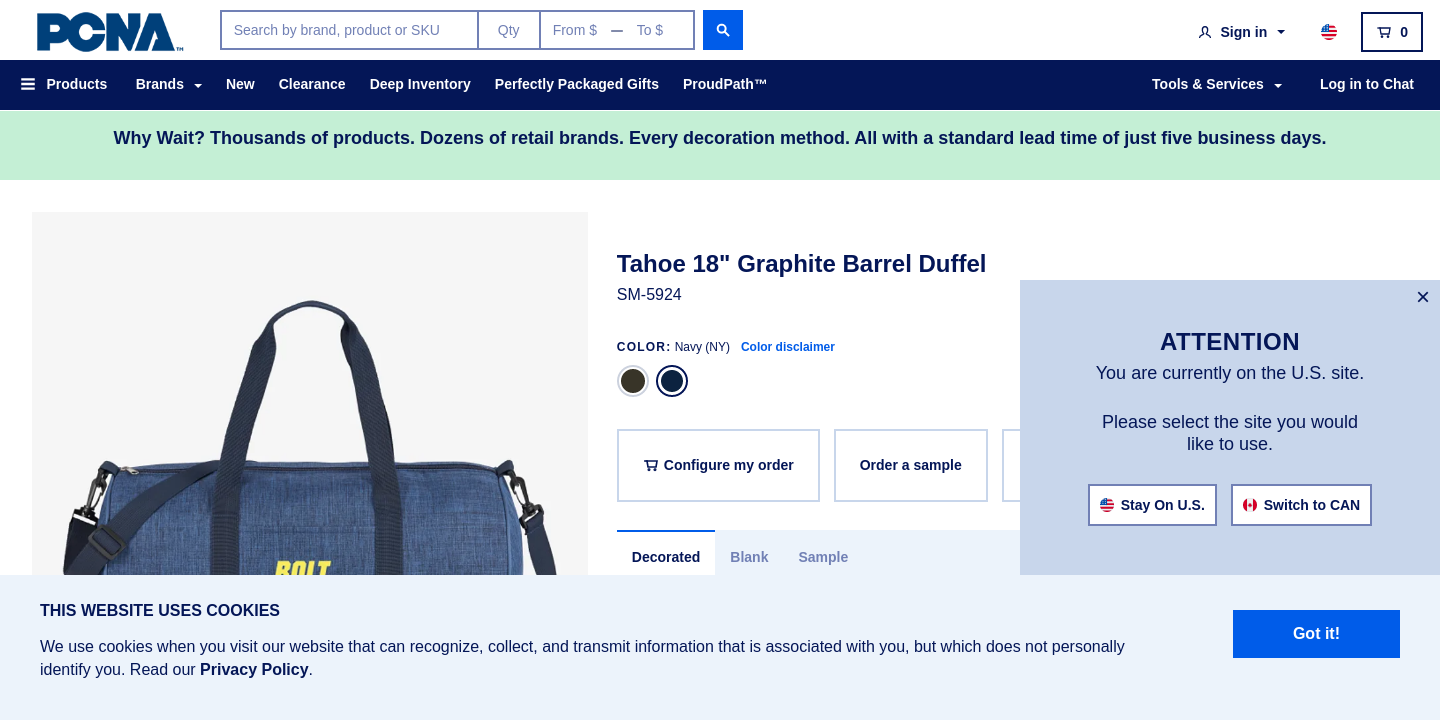 PCNA™
Search by brand, product or SKU
Qty
From $ — To $
Sign in
0
Products
Brands
New
Clearance
Deep Inventory
Perfectly Packaged Gifts
ProudPath™
Tools & Services
Log in to Chat
Why Wait? Thousands of products. Dozens of retail brands. Every decoration method. All with a standard lead time of just five business days.
Tahoe 18" Graphite Barrel Duffel
SM-5924
COLOR: Navy (NY) Color disclaimer
Configure my order
Order a sample
Decorated
Blank
Sample
BOLT
×
ATTENTION
You are currently on the U.S. site.
Please select the site you would
like to use.
Stay On U.S.
Switch to CAN
THIS WEBSITE USES COOKIES
We use cookies when you visit our website that can recognize, collect, and transmit information that is associated with you, but which does not personally
identify you. Read our Privacy Policy.
Got it!